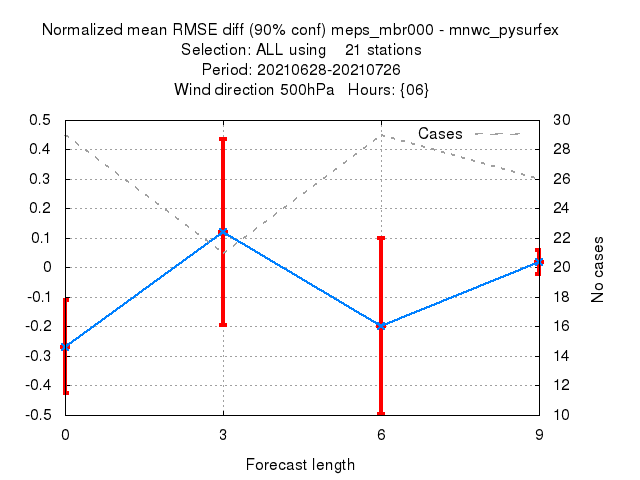 Normalized mean RMSE diff (90% conf) meps_mbr000 - mnwc_pysurfex
Selection: ALL using    21 stations
Period: 20210628-20210726
Wind direction 500hPa   Hours: {06}
Cases
0.5
0.4
0.3
0.2
0.1
0
-0.1
-0.2
-0.3
-0.4
-0.5
30
28
26
24
22
20
18
16
14
12
10
No cases
0 3 6 9
Forecast length